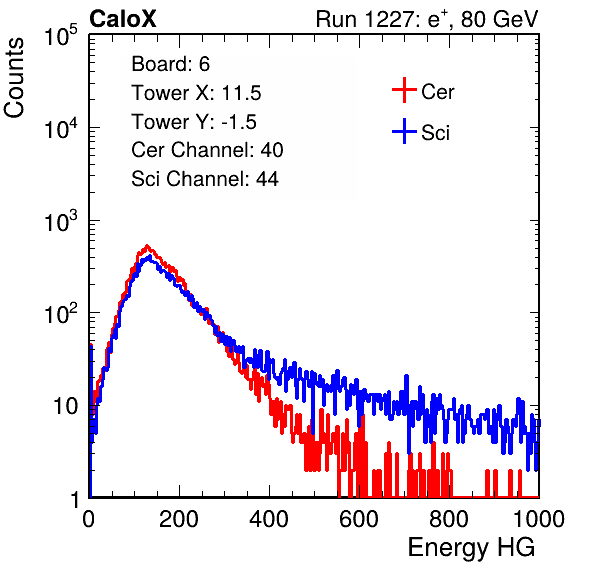 CaloX Run 1227: e⁺, 80 GeV
Counts
10⁵
10⁴
10³
10²
10
1
Board: 6
Tower X: 11.5
Tower Y: -1.5
Cer Channel: 40
Sci Channel: 44
Cer
Sci
0 200 400 600 800 1000
Energy HG